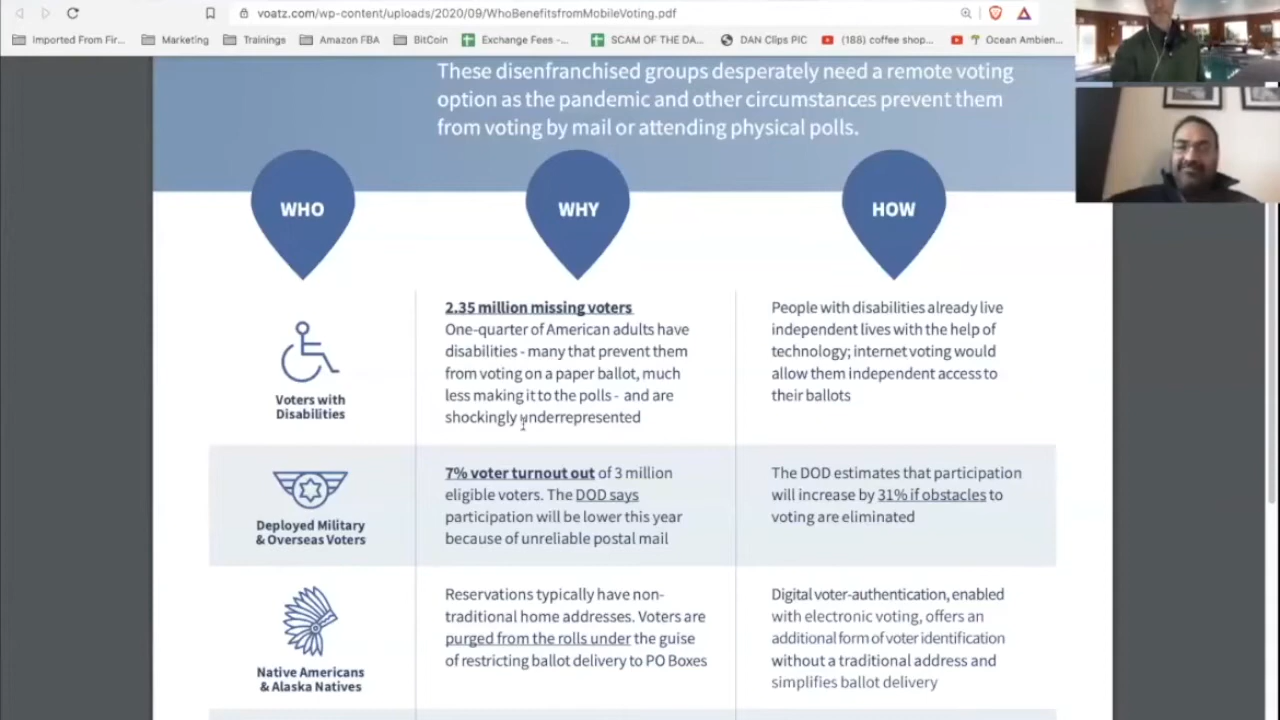 voatz.com/wp-content/uploads/2020/09/WhoBenefitsfromMobileVoting.pdf
Imported From Fir... Marketing Trainings Amazon FBA BitCoin Exchange Fees -... SCAM OF THE DA... DAN Clips PIC (188) coffee shop... Ocean Ambien...
These disenfranchised groups desperately need a remote voting
option as the pandemic and other circumstances prevent them
from voting by mail or attending physical polls.
WHO
WHY
HOW
Voters with
Disabilities
2.35 million missing voters
One-quarter of American adults have
disabilities - many that prevent them
from voting on a paper ballot, much
less making it to the polls - and are
shockingly underrepresented
People with disabilities already live
independent lives with the help of
technology; internet voting would
allow them independent access to
their ballots
Deployed Military
& Overseas Voters
7% voter turnout out of 3 million
eligible voters. The DOD says
participation will be lower this year
because of unreliable postal mail
The DOD estimates that participation
will increase by 31% if obstacles to
voting are eliminated
Native Americans
& Alaska Natives
Reservations typically have non-
traditional home addresses. Voters are
purged from the rolls under the guise
of restricting ballot delivery to PO Boxes
Digital voter-authentication, enabled
with electronic voting, offers an
additional form of voter identification
without a traditional address and
simplifies ballot delivery